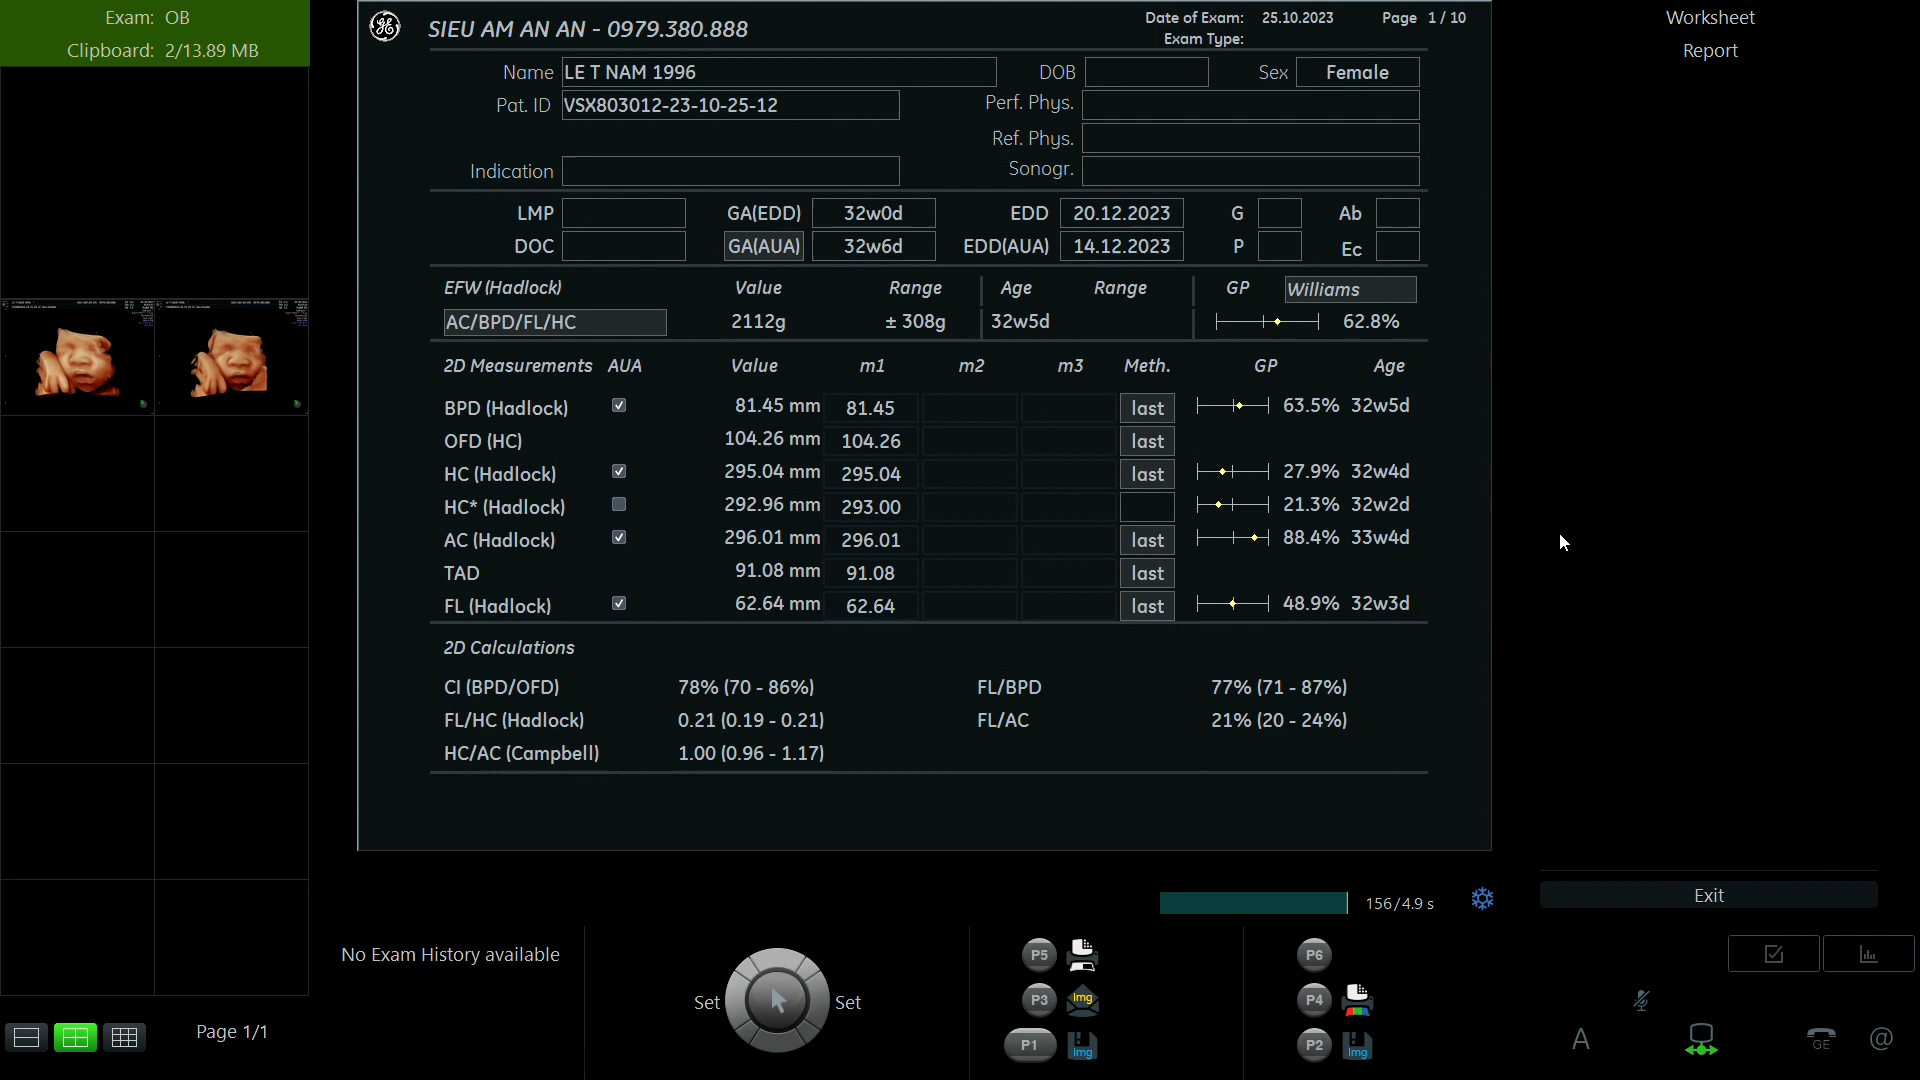 Exam: OB
Clipboard: 2/13.89 MB
SIEU AM AN AN - 0979.380.888
Date of Exam: 25.10.2023 Page 1 / 10
Exam Type:
Worksheet
Report
Name LE T NAM 1996 DOB Sex Female
Pat. ID VSX803012-23-10-25-12 Perf. Phys.
Ref. Phys.
Indication Sonogr.
LMP GA(EDD) 32w0d EDD 20.12.2023 G Ab
DOC GA(AUA) 32w6d EDD(AUA) 14.12.2023 P Ec
EFW (Hadlock) Value Range Age Range GP Williams
AC/BPD/FL/HC 2112g ± 308g 32w5d 62.8%
2D Measurements AUA Value m1 m2 m3 Meth. GP Age
BPD (Hadlock) 81.45 mm 81.45 last 63.5% 32w5d
OFD (HC) 104.26 mm 104.26 last
HC (Hadlock) 295.04 mm 295.04 last 27.9% 32w4d
HC* (Hadlock) 292.96 mm 293.00 21.3% 32w2d
AC (Hadlock) 296.01 mm 296.01 last 88.4% 33w4d
TAD 91.08 mm 91.08 last
FL (Hadlock) 62.64 mm 62.64 last 48.9% 32w3d
2D Calculations
CI (BPD/OFD) 78% (70 - 86%) FL/BPD 77% (71 - 87%)
FL/HC (Hadlock) 0.21 (0.19 - 0.21) FL/AC 21% (20 - 24%)
HC/AC (Campbell) 1.00 (0.96 - 1.17)
156/4.9 s
Exit
No Exam History available
Set Set
P5
P6
P3 Img
P4
P1 Img
P2 Img
Page 1/1
A
GE
@